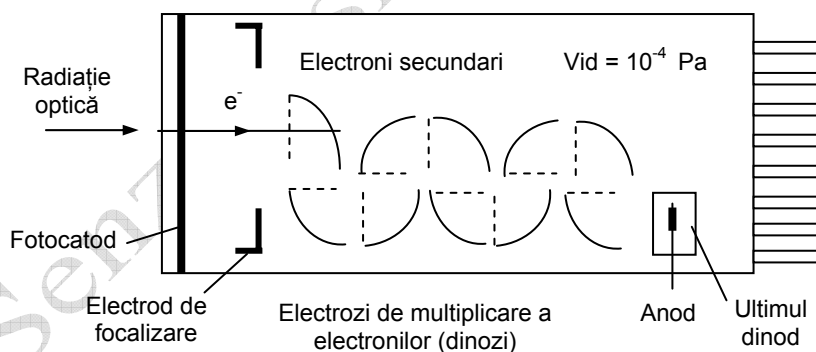 Electroni secundari
Vid = 10⁻⁴ Pa
Radiație
optică
e⁻
Fotocatod
Electrod de
focalizare
Electrozi de multiplicare a
electronilor (dinozi)
Anod
Ultimul
dinod
Senz